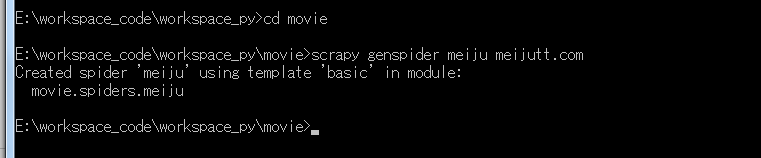 E:\workspace_code\workspace_py>cd movie
E:\workspace_code\workspace_py\movie>scrapy genspider meiju meijutt.com
Created spider 'meiju' using template 'basic' in module:
  movie.spiders.meiju
E:\workspace_code\workspace_py\movie>_